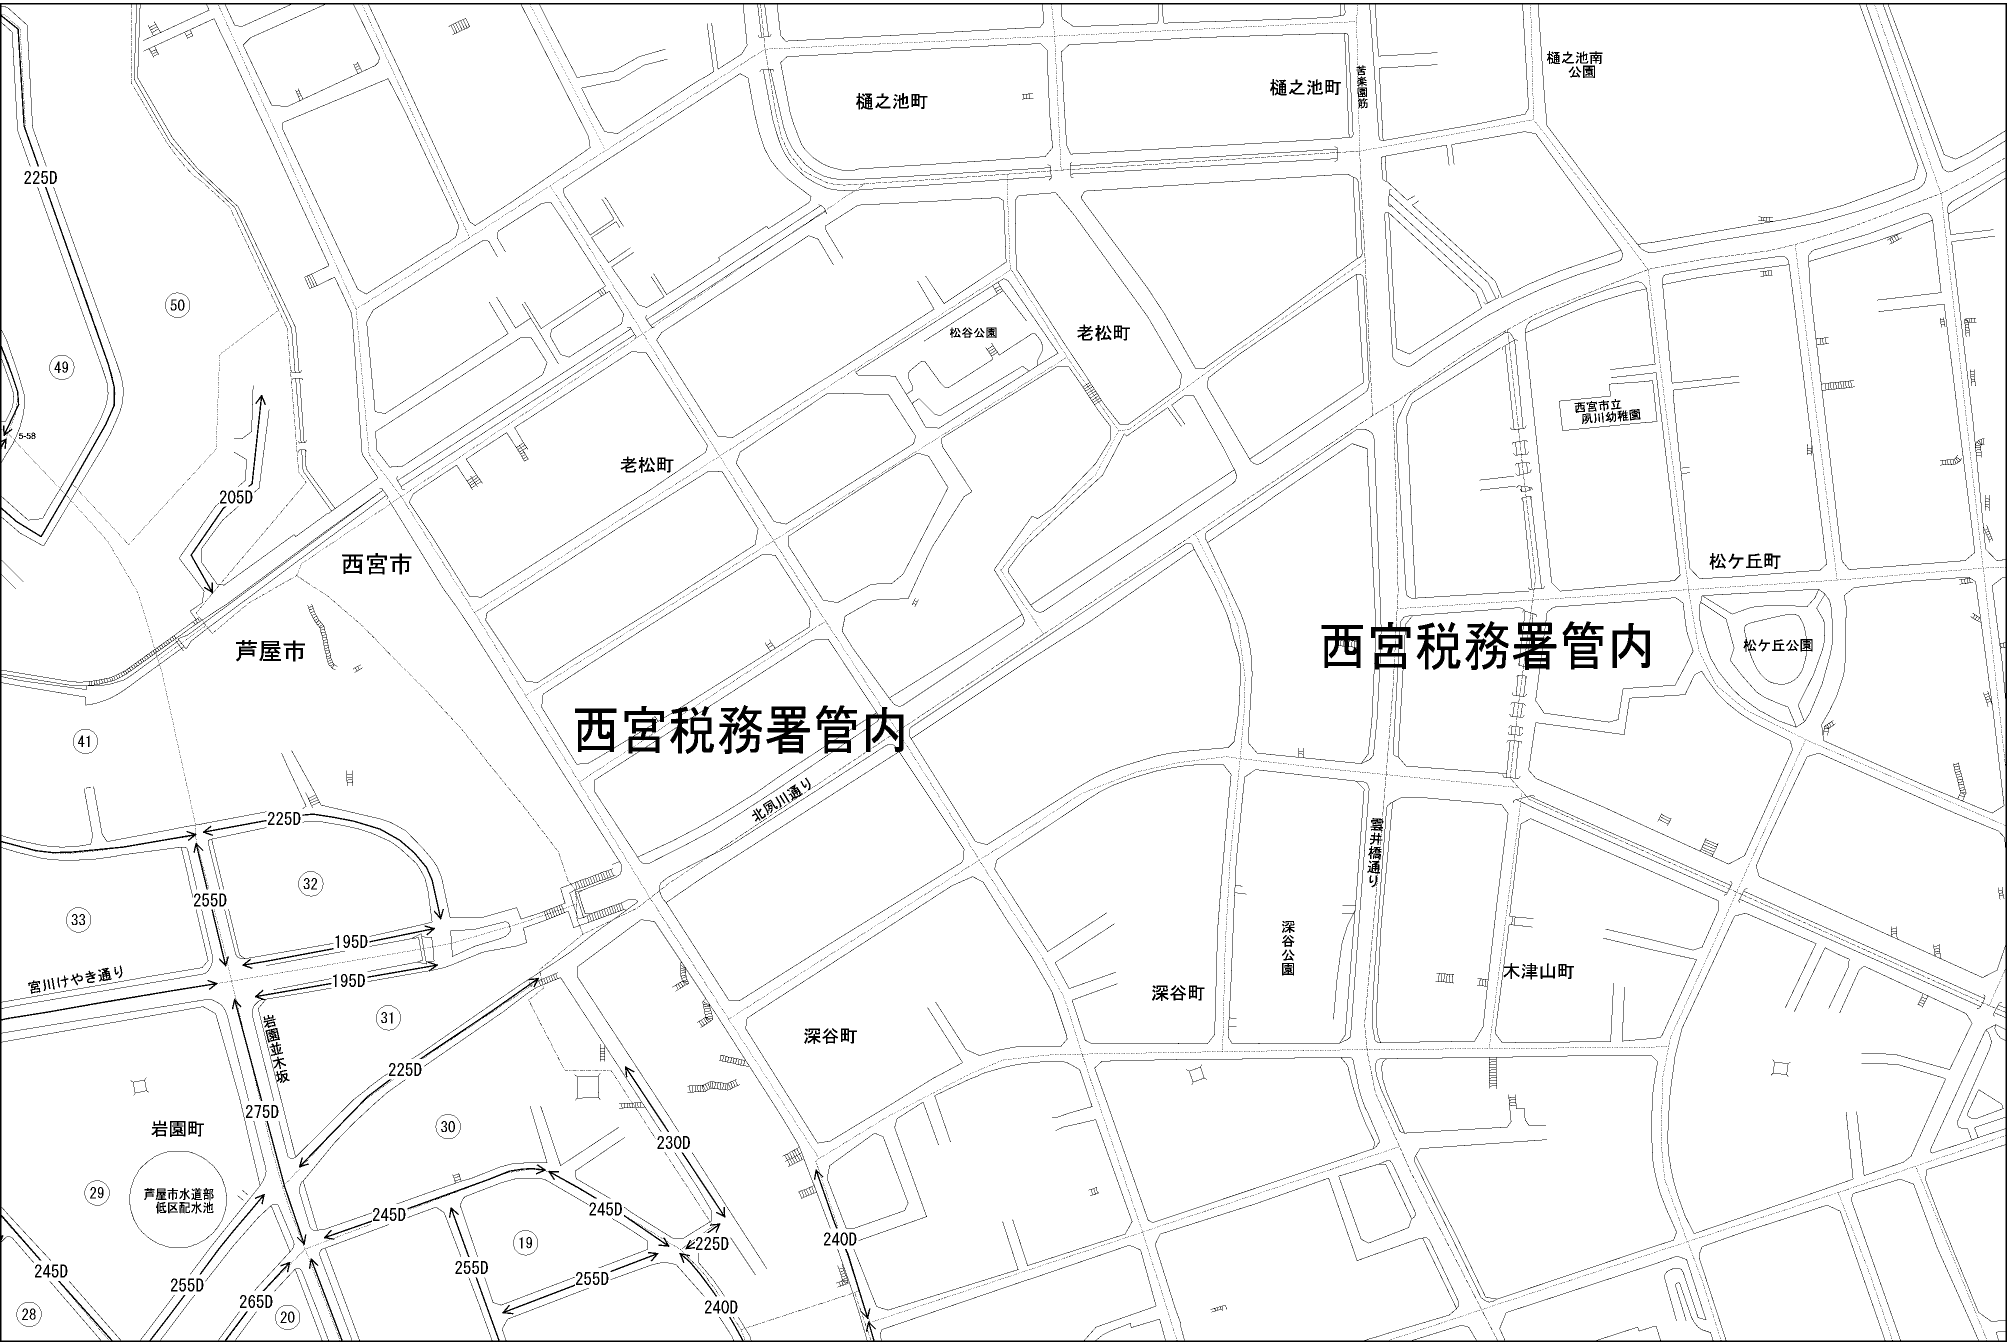 樋之池南
公園
樋之池町
樋之池町
苦楽園筋
225D
50
松谷公園
老松町
49
西宮市立
夙川幼稚園
5-58
老松町
205D
西宮市
松ケ丘町
芦屋市
西宮税務署管内
松ケ丘公園
西宮税務署管内
41
北夙川通り
225D
雲井橋通り
32
255D
33
195D
深谷公園
宮川けやき通り
195D
木津山町
深谷町
31
岩園並木坂
深谷町
225D
275D
30
岩園町
230D
29
芦屋市水道部
低区配水池
245D
245D
19
225D
240D
245D
255D
255D
255D
265D
240D
28
20